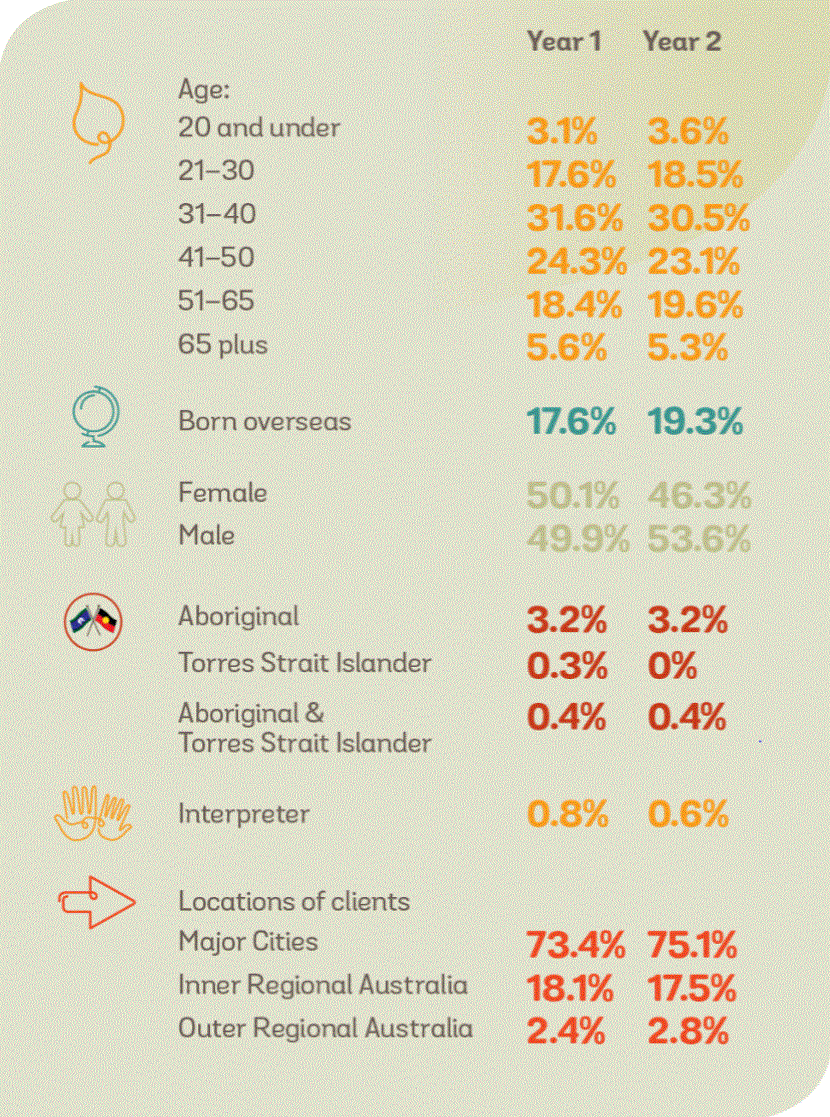 Year 1 Year 2
Age:
20 and under 3.1% 3.6%
21–30 17.6% 18.5%
31–40 31.6% 30.5%
41–50 24.3% 23.1%
51–65 18.4% 19.6%
65 plus 5.6% 5.3%
Born overseas 17.6% 19.3%
Female 50.1% 46.3%
Male 49.9% 53.6%
Aboriginal 3.2% 3.2%
Torres Strait Islander 0.3% 0%
Aboriginal & 0.4% 0.4%
Torres Strait Islander
Interpreter 0.8% 0.6%
Locations of clients
Major Cities 73.4% 75.1%
Inner Regional Australia 18.1% 17.5%
Outer Regional Australia 2.4% 2.8%